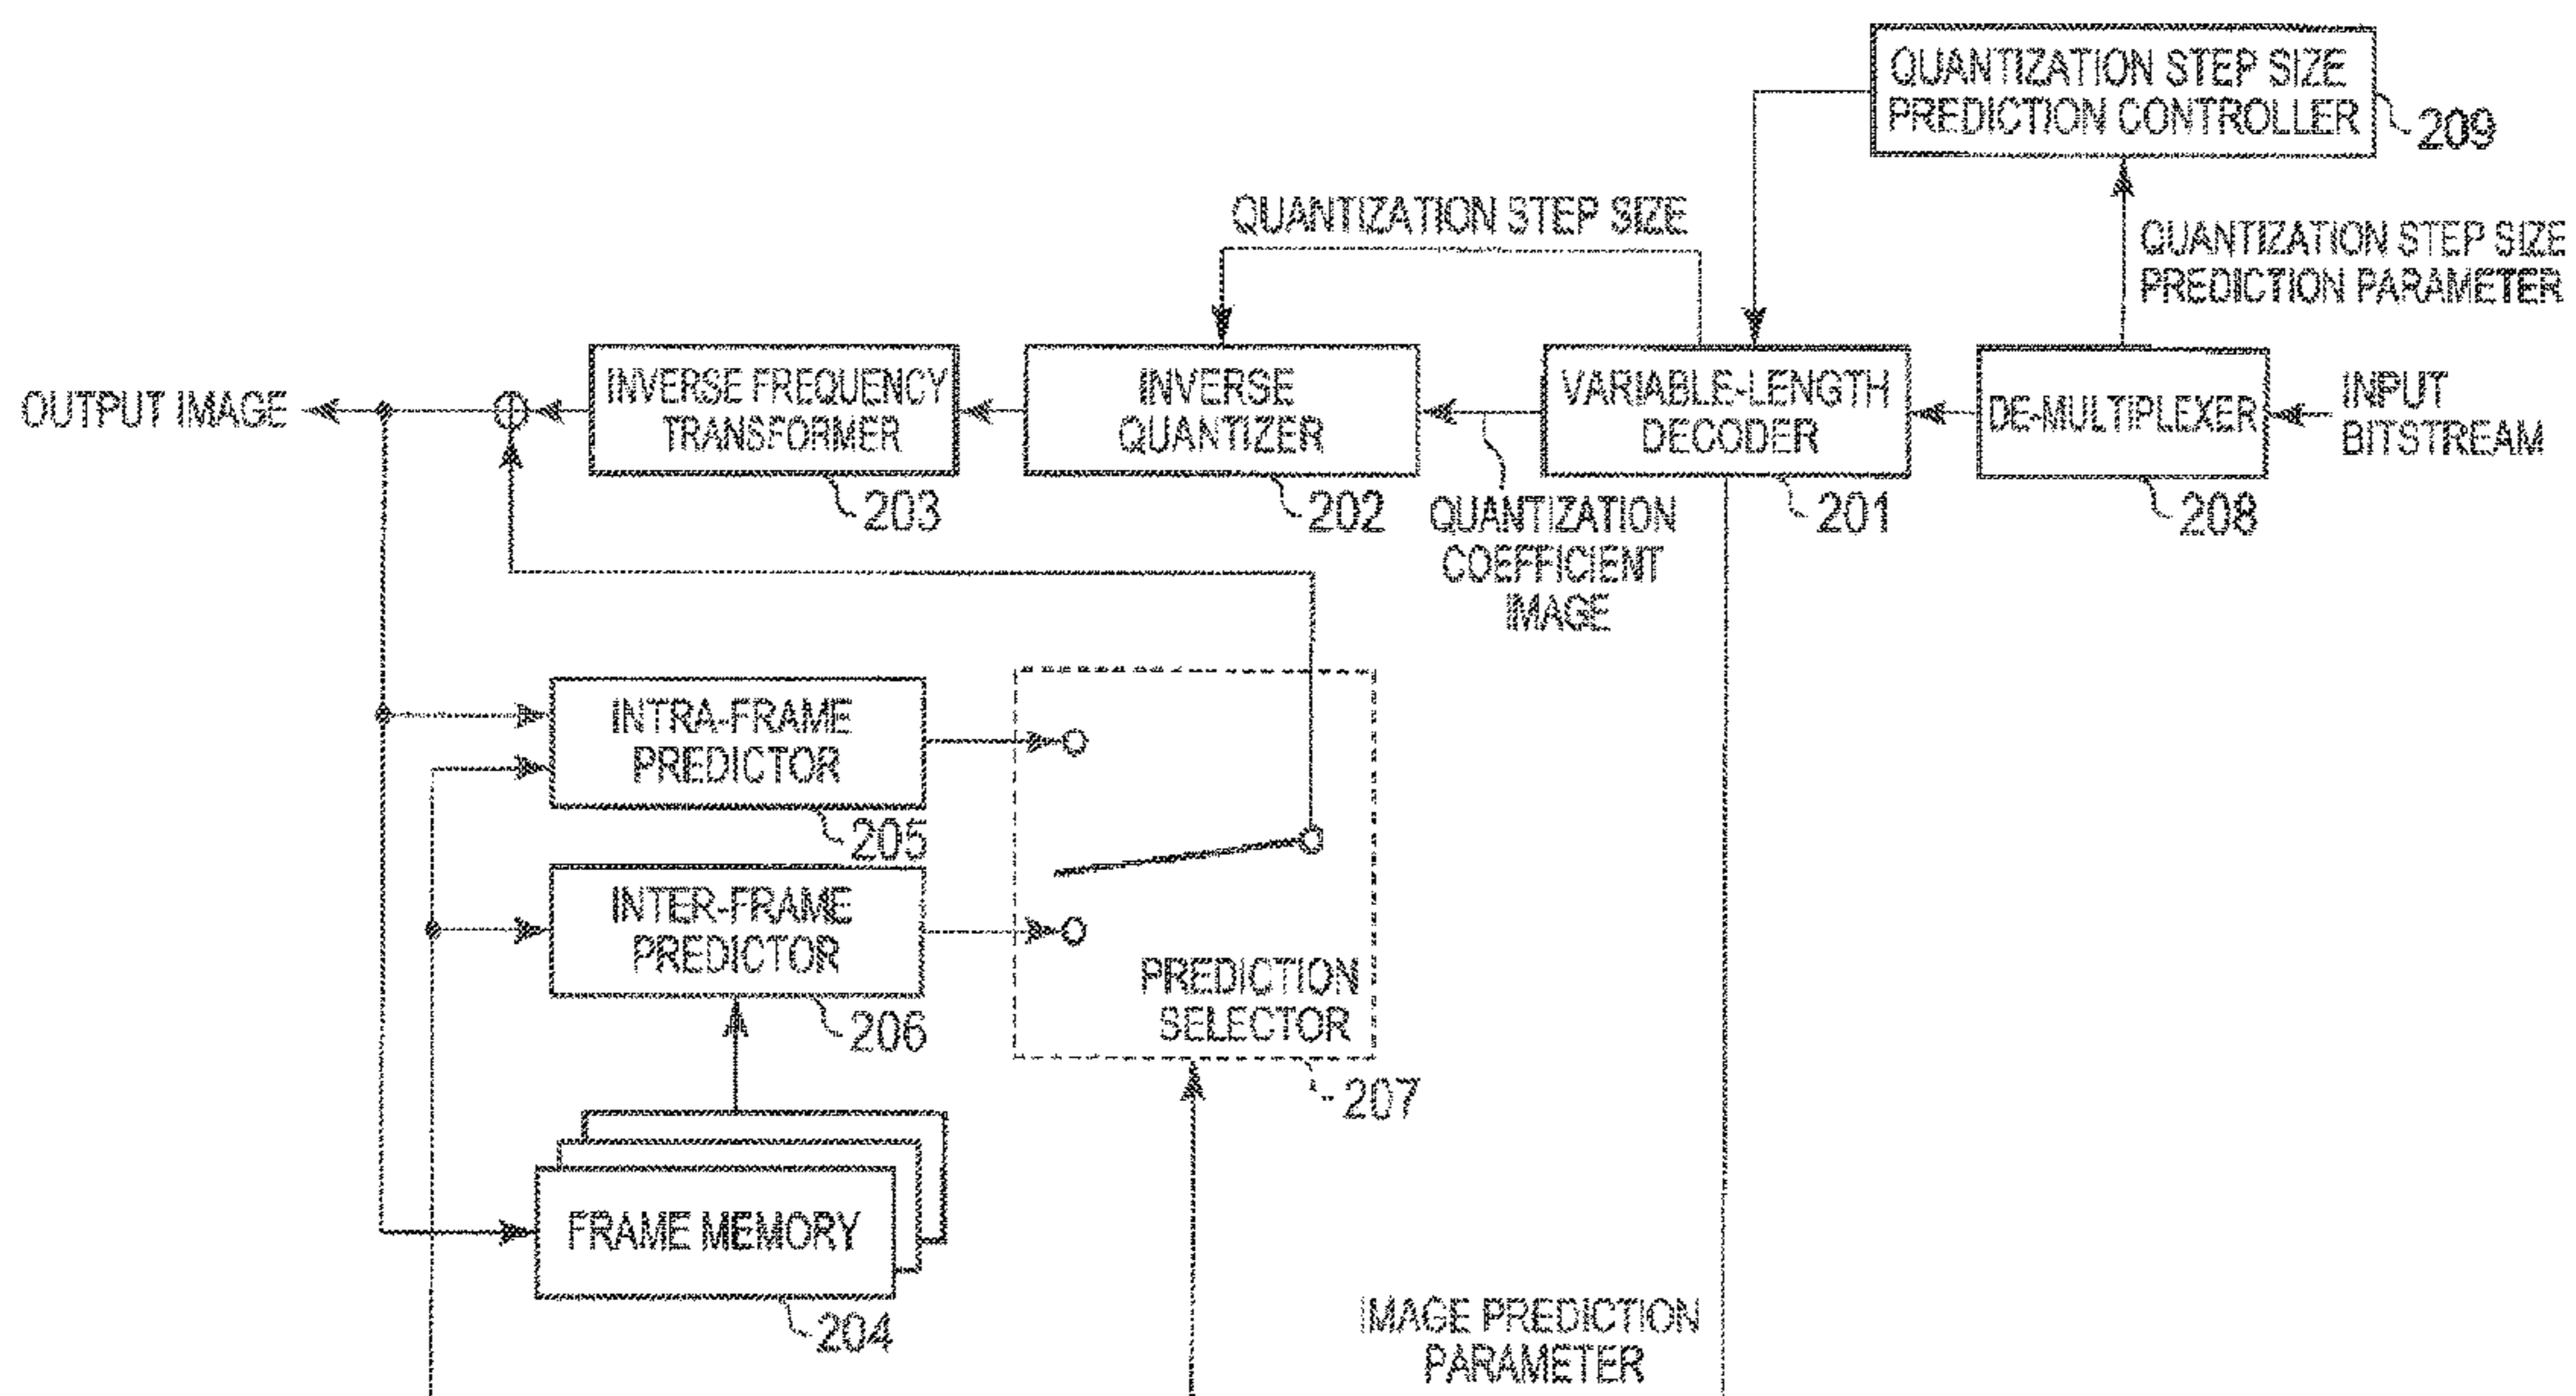 QUANTIZATION STEP SIZE
PREDICTION CONTROLLER
209
QUANTIZATION STEP SIZE
QUANTIZATION STEP SIZE
PREDICTION PARAMETER
OUTPUT IMAGE
INVERSE FREQUENCY
TRANSFORMER
203
INVERSE
QUANTIZER
202
QUANTIZATION
COEFFICIENT
IMAGE
VARIABLE-LENGTH
DECODER
201
DE-MULTIPLEXER
208
INPUT
BITSTREAM
INTRA-FRAME
PREDICTOR
205
INTER-FRAME
PREDICTOR
206
PREDICTION
SELECTOR
207
FRAME MEMORY
204
IMAGE PREDICTION
PARAMETER